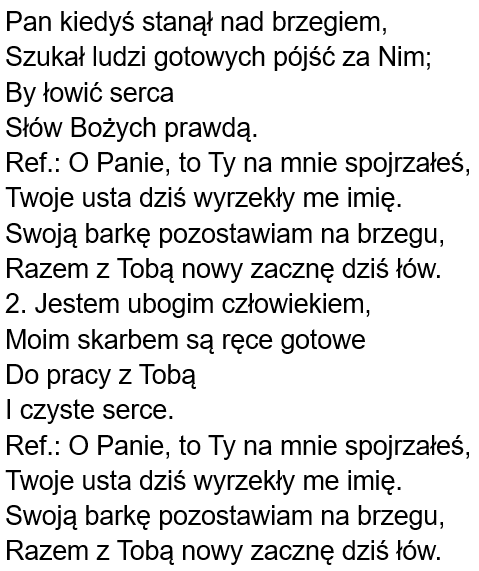 Pan kiedyś stanął nad brzegiem,
Szukał ludzi gotowych pójść za Nim;
By łowić serca
Słów Bożych prawdą.
Ref.: O Panie, to Ty na mnie spojrzałeś,
Twoje usta dziś wyrzekły me imię.
Swoją barkę pozostawiam na brzegu,
Razem z Tobą nowy zacznę dziś łów.
2. Jestem ubogim człowiekiem,
Moim skarbem są ręce gotowe
Do pracy z Tobą
I czyste serce.
Ref.: O Panie, to Ty na mnie spojrzałeś,
Twoje usta dziś wyrzekły me imię.
Swoją barkę pozostawiam na brzegu,
Razem z Tobą nowy zacznę dziś łów.